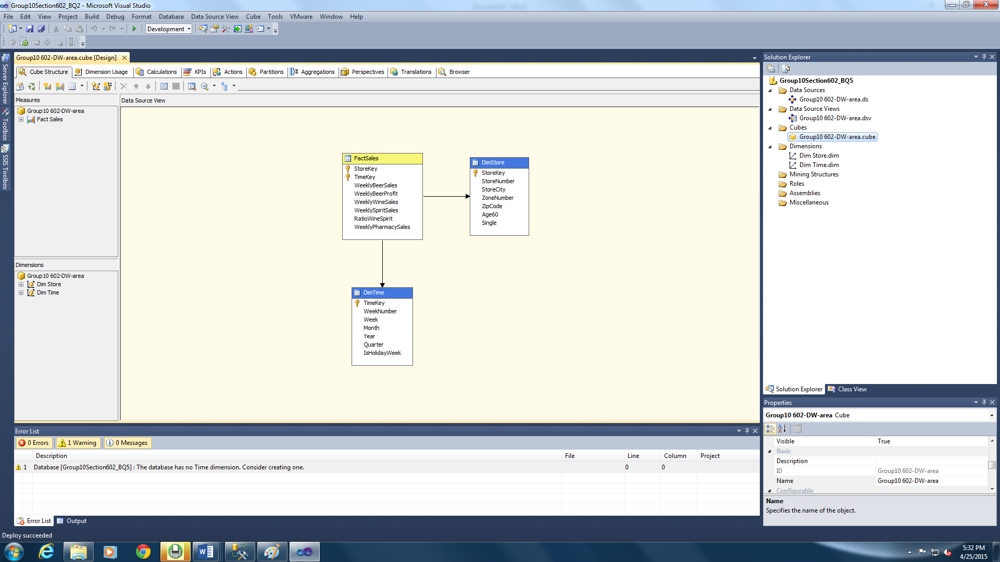 Group10Section602_BQ2 - Microsoft Visual Studio
File Edit View Project Build Debug Format Database Data Source View Cube Tools VMware Window Help
Development
Group10 602-DW-area.cube [Design]
Cube Structure Dimension Usage Calculations KPIs Actions Partitions Aggregations Perspectives Translations Browser
Server Explorer
Toolbox
SSIS Toolbox
Measures
Group10 602-DW-area
Fact Sales
Dimensions
Group10 602-DW-area
Dim Store
Dim Time
Data Source View
FactSales
StoreKey
TimeKey
WeeklyBeerSales
WeeklyBeerProfit
WeeklyWineSales
WeeklySpiritSales
RatioWineSpirit
WeeklyPharmacySales
DimStore
StoreKey
StoreNumber
StoreCity
ZoneNumber
ZipCode
Age60
Single
DimTime
TimeKey
WeekNumber
Week
Month
Year
Quarter
IsHolidayWeek
Solution Explorer
Group10Section602_BQ5
Data Sources
Group10 602-DW-area.ds
Data Source Views
Group10 602-DW-area.dsv
Cubes
Group10 602-DW-area.cube
Dimensions
Dim Store.dim
Dim Time.dim
Mining Structures
Roles
Assemblies
Miscellaneous
Solution Explorer Class View
Properties
Group10 602-DW-area Cube
Visible True
Basic
Description
ID Group10 602-DW-area
Name Group10 602-DW-area
Configurable
Name
Specifies the name of the object.
Error List
0 Errors 1 Warning 0 Messages
Description File Line Column Project
1 Database [Group10Section602_BQ5] : The database has no Time dimension. Consider creating one. 0 0
Error List Output
Deploy succeeded
5:32 PM
4/25/2015